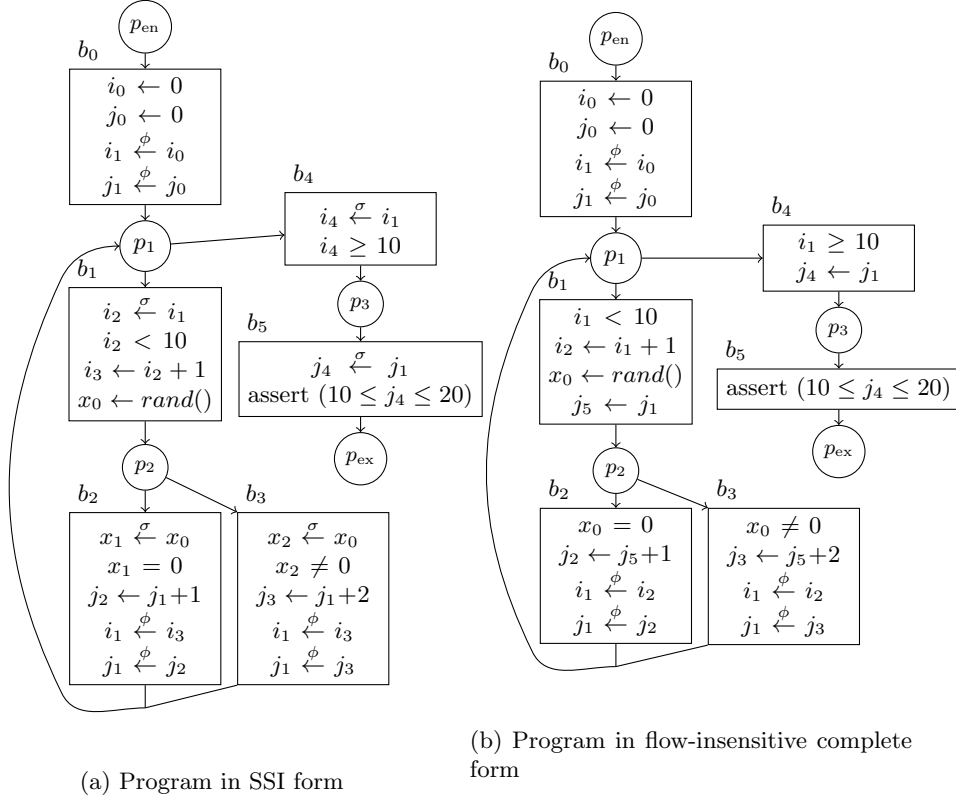 p_en
b_0
i_0 ← 0
j_0 ← 0
i_1 ←^ϕ i_0
j_1 ←^ϕ j_0
p_1
b_4
i_4 ←^σ i_1
i_4 ≥ 10
b_1
i_2 ←^σ i_1
i_2 < 10
i_3 ← i_2 + 1
x_0 ← rand()
p_3
b_5
j_4 ←^σ j_1
assert (10 ≤ j_4 ≤ 20)
p_ex
p_2
b_2
x_1 ←^σ x_0
x_1 = 0
j_2 ← j_1+1
i_1 ←^ϕ i_3
j_1 ←^ϕ j_2
b_3
x_2 ←^σ x_0
x_2 ≠ 0
j_3 ← j_1+2
i_1 ←^ϕ i_3
j_1 ←^ϕ j_3
(a) Program in SSI form
p_en
b_0
i_0 ← 0
j_0 ← 0
i_1 ←^ϕ i_0
j_1 ←^ϕ j_0
p_1
b_4
i_1 ≥ 10
j_4 ← j_1
b_1
i_1 < 10
i_2 ← i_1 + 1
x_0 ← rand()
j_5 ← j_1
p_3
b_5
assert (10 ≤ j_4 ≤ 20)
p_ex
p_2
b_2
x_0 = 0
j_2 ← j_5+1
i_1 ←^ϕ i_2
j_1 ←^ϕ j_2
b_3
x_0 ≠ 0
j_3 ← j_5+2
i_1 ←^ϕ i_2
j_1 ←^ϕ j_3
(b) Program in flow-insensitive complete
form